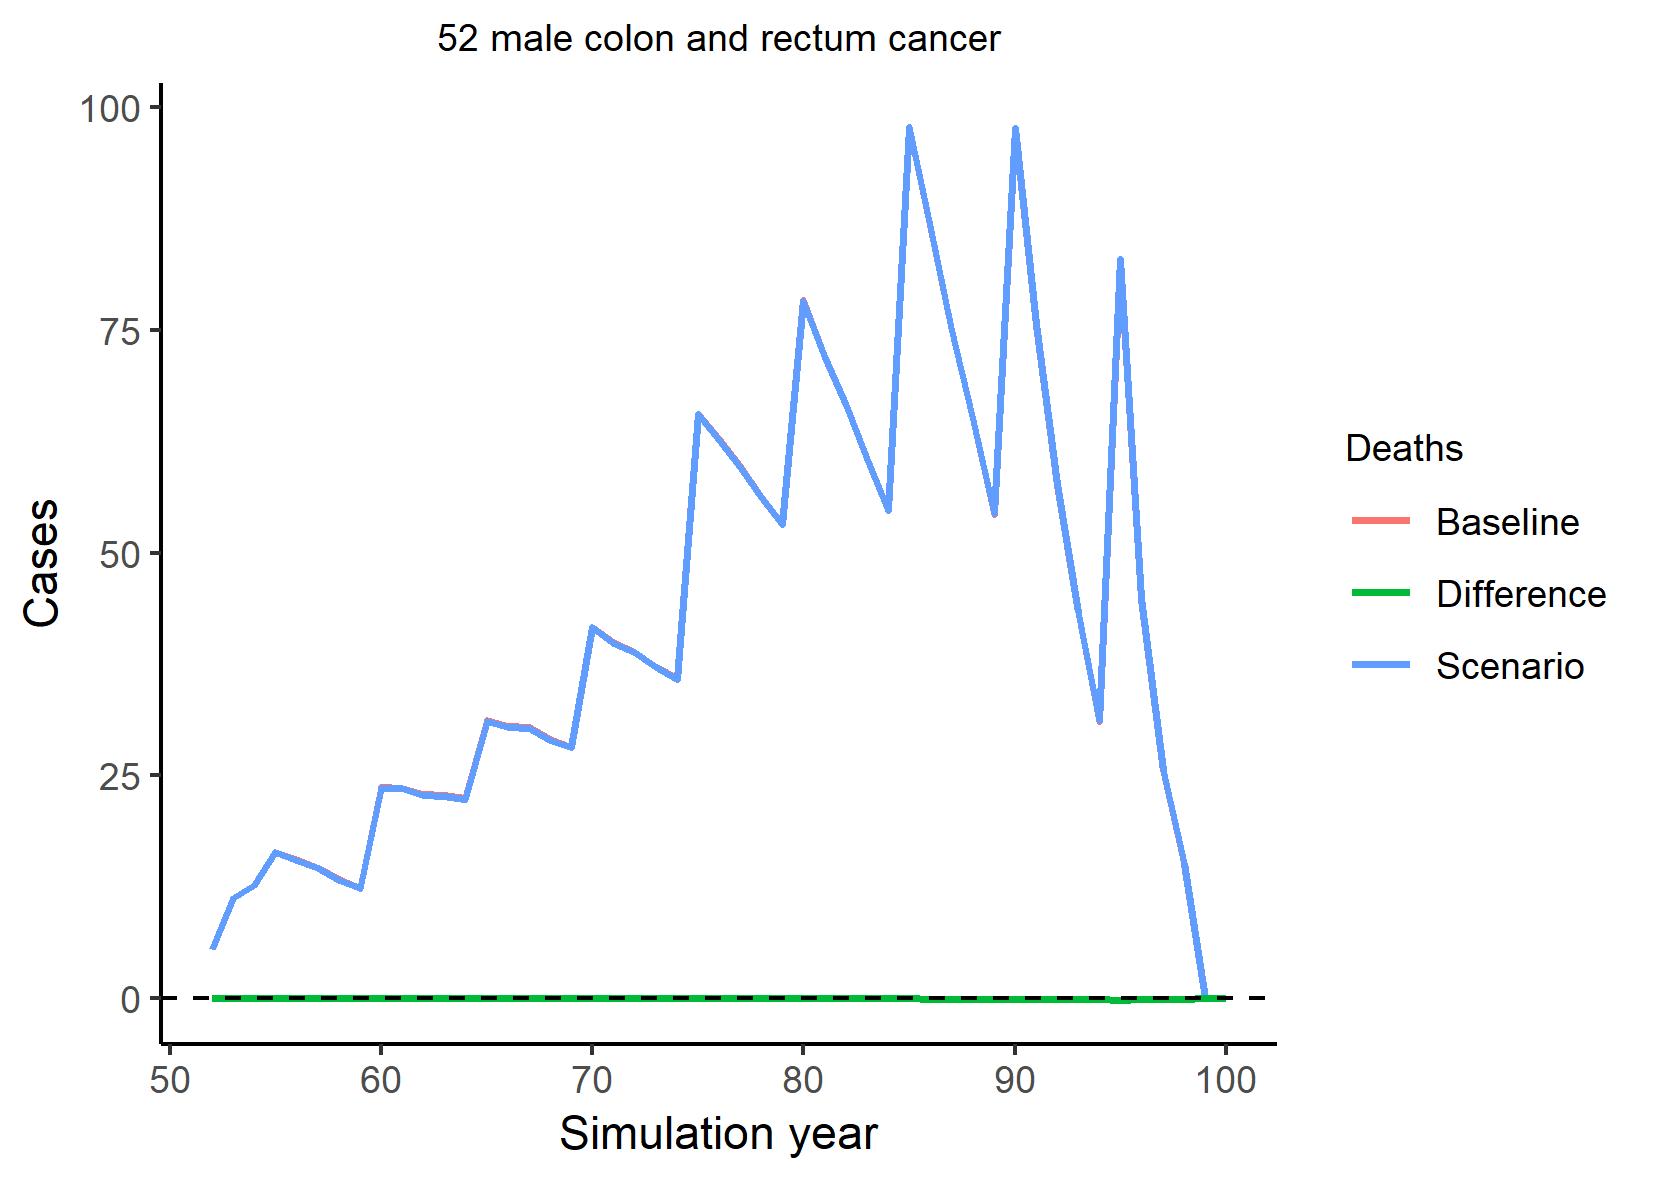 52 male colon and rectum cancer
100
75
50
25
0
Cases
50 60 70 80 90 100
Simulation year
Deaths
Baseline
Difference
Scenario